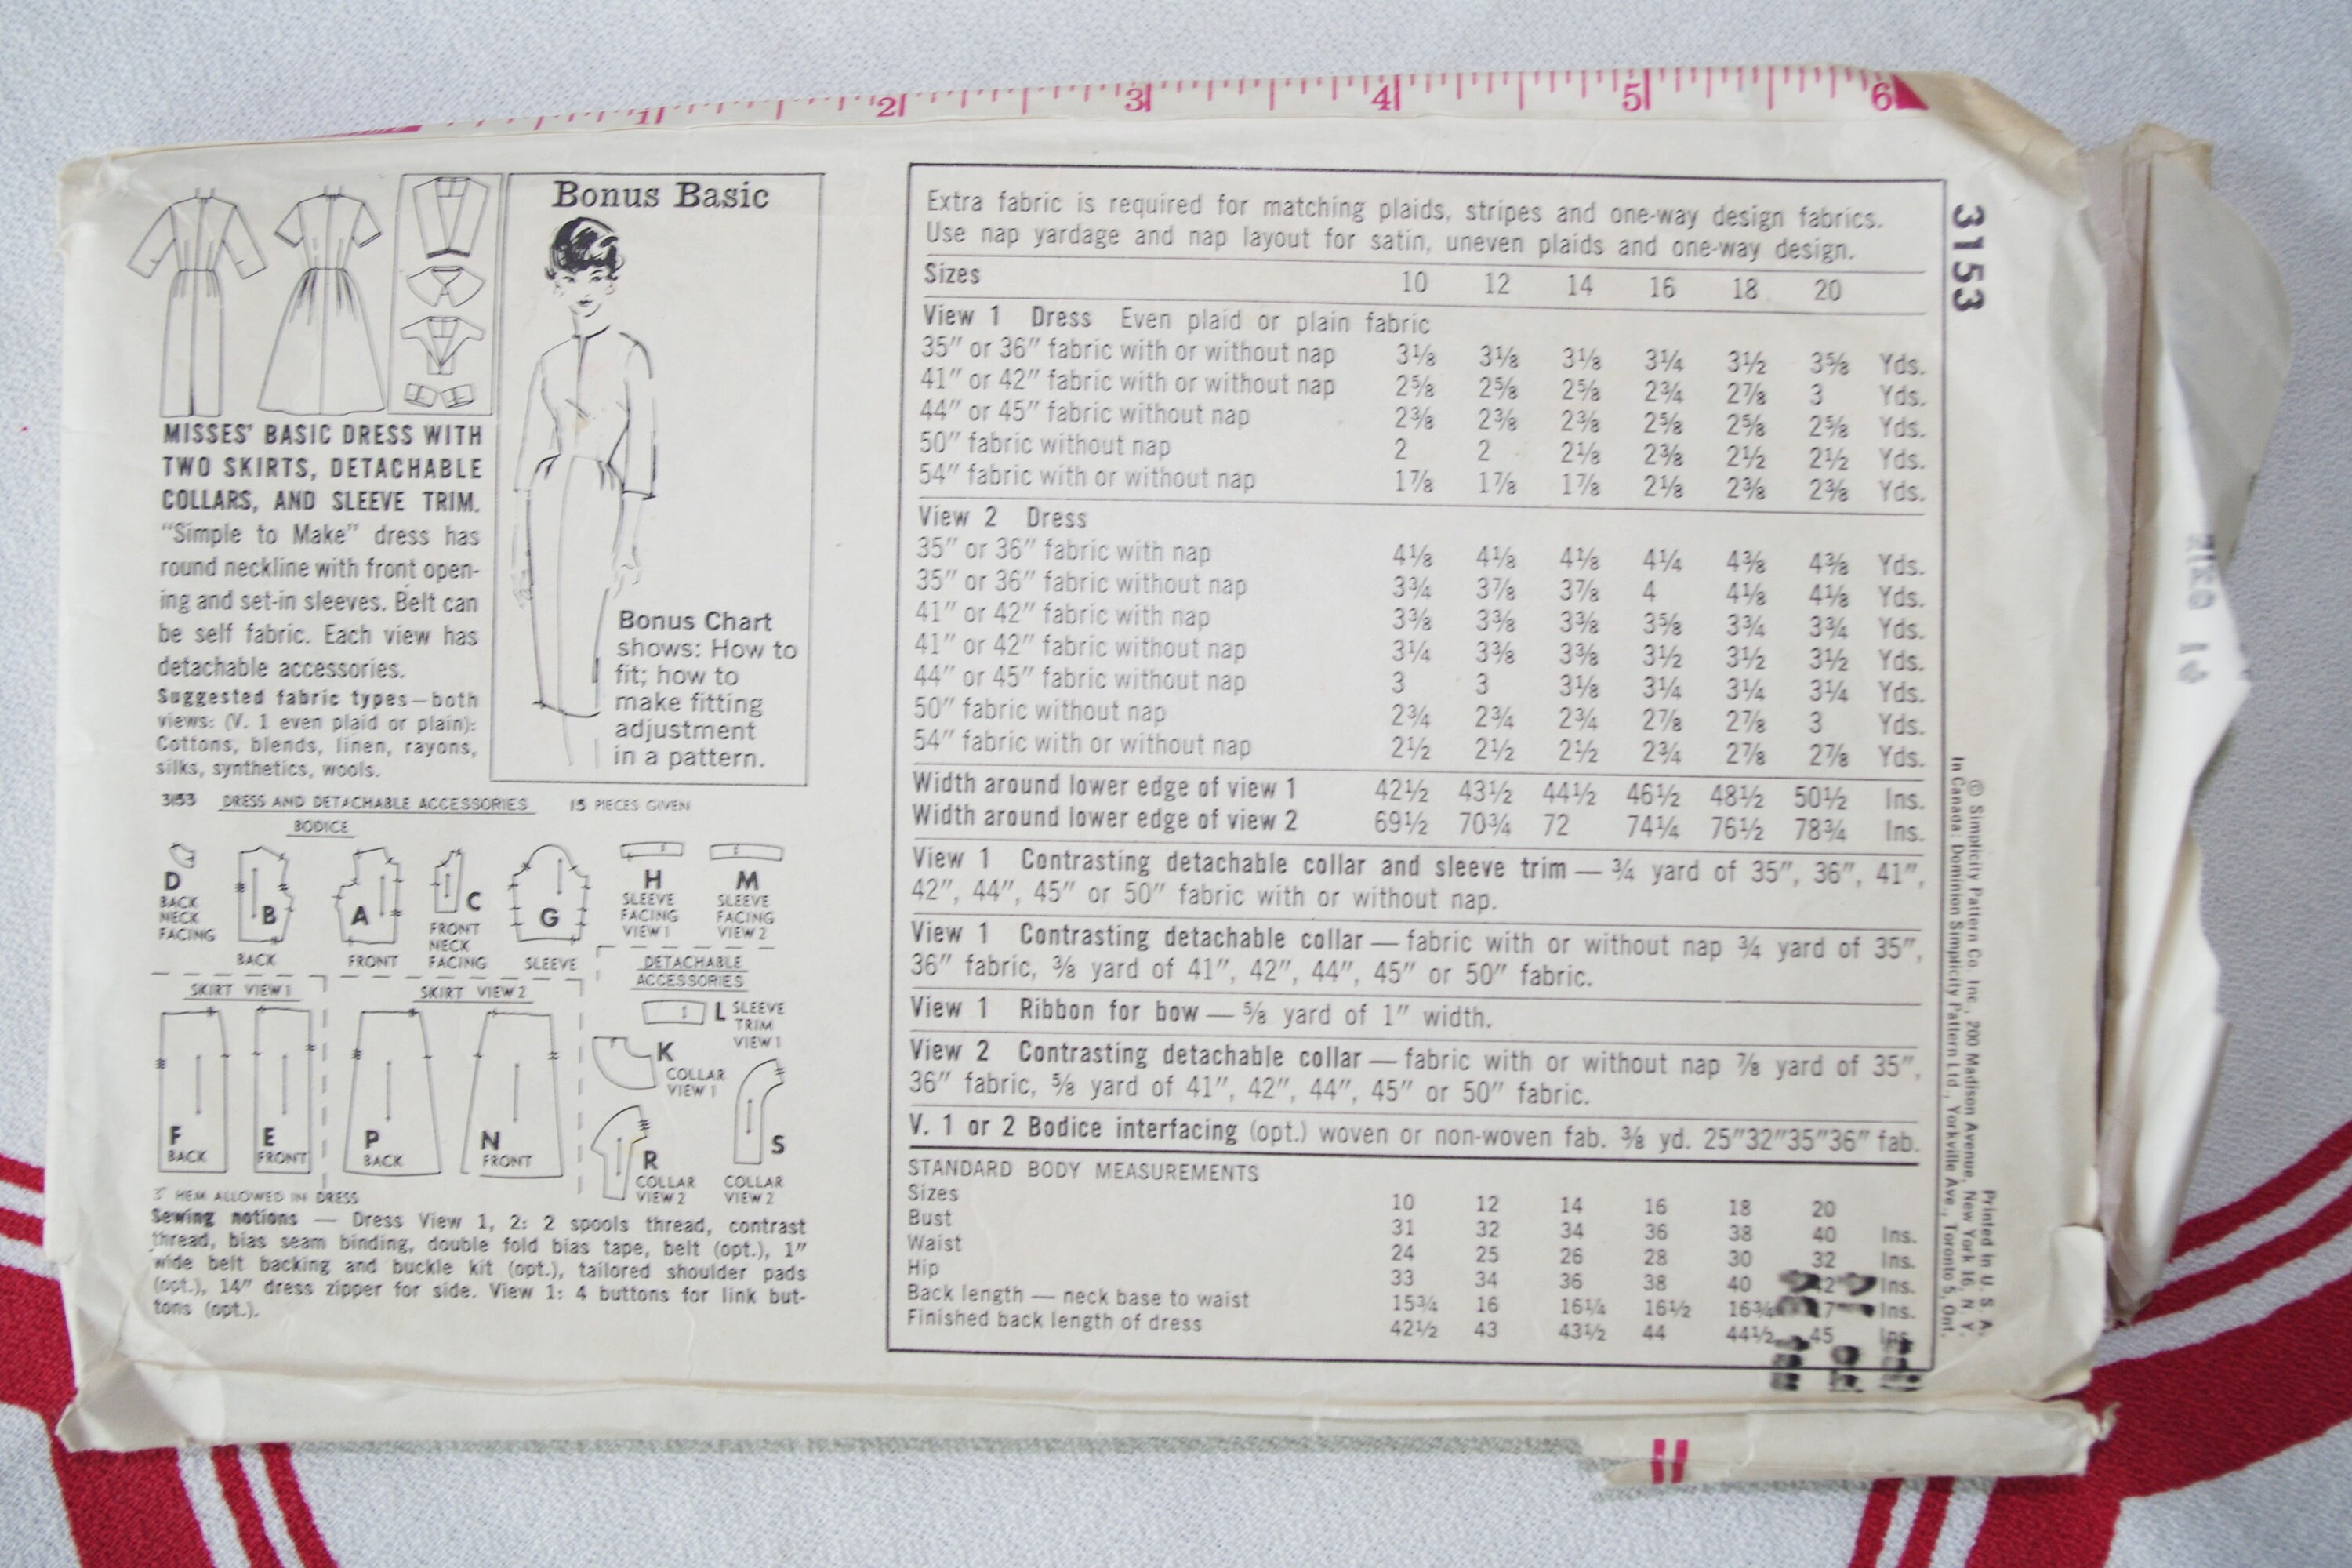 1 2 3 4 5 6
Bonus Basic
MISSES' BASIC DRESS WITH
TWO SKIRTS, DETACHABLE
COLLARS, AND SLEEVE TRIM.
"Simple to Make" dress has
round neckline with front open-
ing and set-in sleeves. Belt can
be self fabric. Each view has
detachable accessories.
Suggested fabric types—both
views: (V. 1 even plaid or plain):
Cottons, blends, linen, rayons,
silks, synthetics, wools.
Bonus Chart
shows: How to
fit; how to
make fitting
adjustment
in a pattern.
3153 DRESS AND DETACHABLE ACCESSORIES 15 PIECES GIVEN
BODICE
D
BACK
NECK
FACING
B
BACK
A
FRONT
C
FRONT
NECK
FACING
G
SLEEVE
H
SLEEVE
FACING
VIEW 1
M
SLEEVE
FACING
VIEW 2
SKIRT VIEW 1
F
BACK
E
FRONT
SKIRT VIEW 2
P
BACK
N
FRONT
DETACHABLE
ACCESSORIES
L SLEEVE
TRIM
VIEW 1
K
COLLAR
VIEW 1
R
COLLAR
VIEW 2
S
COLLAR
VIEW 2
3" HEM ALLOWED IN DRESS
Sewing notions — Dress View 1, 2: 2 spools thread, contrast
thread, bias seam binding, double fold bias tape, belt (opt.), 1"
wide belt backing and buckle kit (opt.), tailored shoulder pads
(opt.), 14" dress zipper for side. View 1: 4 buttons for link but-
tons (opt.).
Extra fabric is required for matching plaids, stripes and one-way design fabrics.
Use nap yardage and nap layout for satin, uneven plaids and one-way design.
Sizes 10 12 14 16 18 20
View 1 Dress Even plaid or plain fabric
35" or 36" fabric with or without nap 3⅛ 3⅛ 3⅛ 3¼ 3½ 3⅝ Yds.
41" or 42" fabric with or without nap 2⅝ 2⅝ 2⅝ 2¾ 2⅞ 3 Yds.
44" or 45" fabric without nap 2⅜ 2⅜ 2⅜ 2⅝ 2⅝ 2⅝ Yds.
50" fabric without nap 2 2 2⅛ 2⅜ 2½ 2½ Yds.
54" fabric with or without nap 1⅞ 1⅞ 1⅞ 2⅛ 2⅜ 2⅜ Yds.
View 2 Dress
35" or 36" fabric with nap 4⅛ 4⅛ 4⅛ 4¼ 4⅜ 4⅜ Yds.
35" or 36" fabric without nap 3¾ 3⅞ 3⅞ 4 4⅛ 4⅛ Yds.
41" or 42" fabric with nap 3⅜ 3⅜ 3⅜ 3⅝ 3¾ 3¾ Yds.
41" or 42" fabric without nap 3¼ 3⅜ 3⅜ 3½ 3½ 3½ Yds.
44" or 45" fabric without nap 3 3 3⅛ 3¼ 3¼ 3¼ Yds.
50" fabric without nap 2¾ 2¾ 2¾ 2⅞ 2⅞ 3 Yds.
54" fabric with or without nap 2½ 2½ 2½ 2¾ 2⅞ 2⅞ Yds.
Width around lower edge of view 1 42½ 43½ 44½ 46½ 48½ 50½ Ins.
Width around lower edge of view 2 69½ 70¾ 72 74¼ 76½ 78¾ Ins.
View 1 Contrasting detachable collar and sleeve trim — ¾ yard of 35", 36", 41",
42", 44", 45" or 50" fabric with or without nap.
View 1 Contrasting detachable collar — fabric with or without nap ¾ yard of 35",
36" fabric, ⅜ yard of 41", 42", 44", 45" or 50" fabric.
View 1 Ribbon for bow — ⅝ yard of 1" width.
View 2 Contrasting detachable collar — fabric with or without nap ⅞ yard of 35",
36" fabric, ⅝ yard of 41", 42", 44", 45" or 50" fabric.
V. 1 or 2 Bodice interfacing (opt.) woven or non-woven fab. ⅜ yd. 25"32"35"36" fab.
STANDARD BODY MEASUREMENTS
Sizes 10 12 14 16 18 20
Bust 31 32 34 36 38 40 Ins.
Waist 24 25 26 28 30 32 Ins.
Hip 33 34 36 38 40 42 Ins.
Back length — neck base to waist 15¾ 16 16¼ 16½ 16¾ 17 Ins.
Finished back length of dress 42½ 43 43½ 44 44½ 45 Ins.
3153
© Simplicity Pattern Co. Inc., 200 Madison Avenue, New York 16, N. Y.
In Canada: Dominion Simplicity Pattern Ltd., Yorkville Ave., Toronto 5, Ont.
Printed in U. S. A.